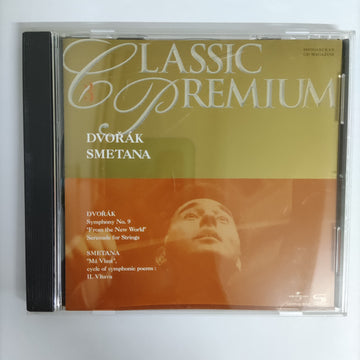 CLASSIC
PREMIUM
DVOŘÁK
SMETANA
DVOŘÁK
Symphony No. 9
"From the New World"
Serenade for Strings
SMETANA
"Má Vlast",
cycle of symphonic poems :
II. Vltava